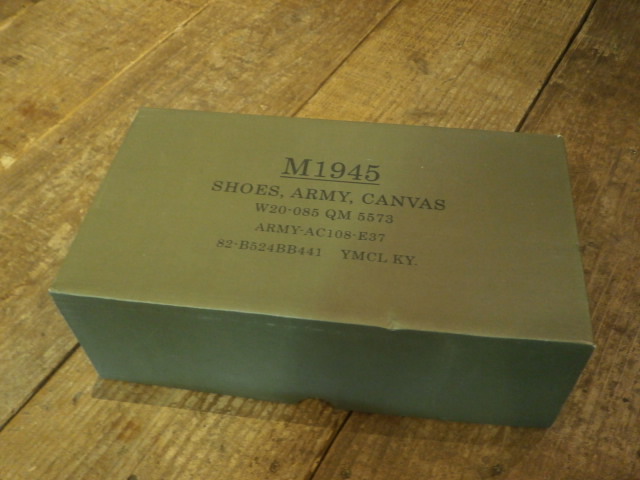 M1945
SHOES, ARMY, CANVAS
W20-085 QM 5573
ARMY-AC108-E37
82-B524BB441 YMCL KY.